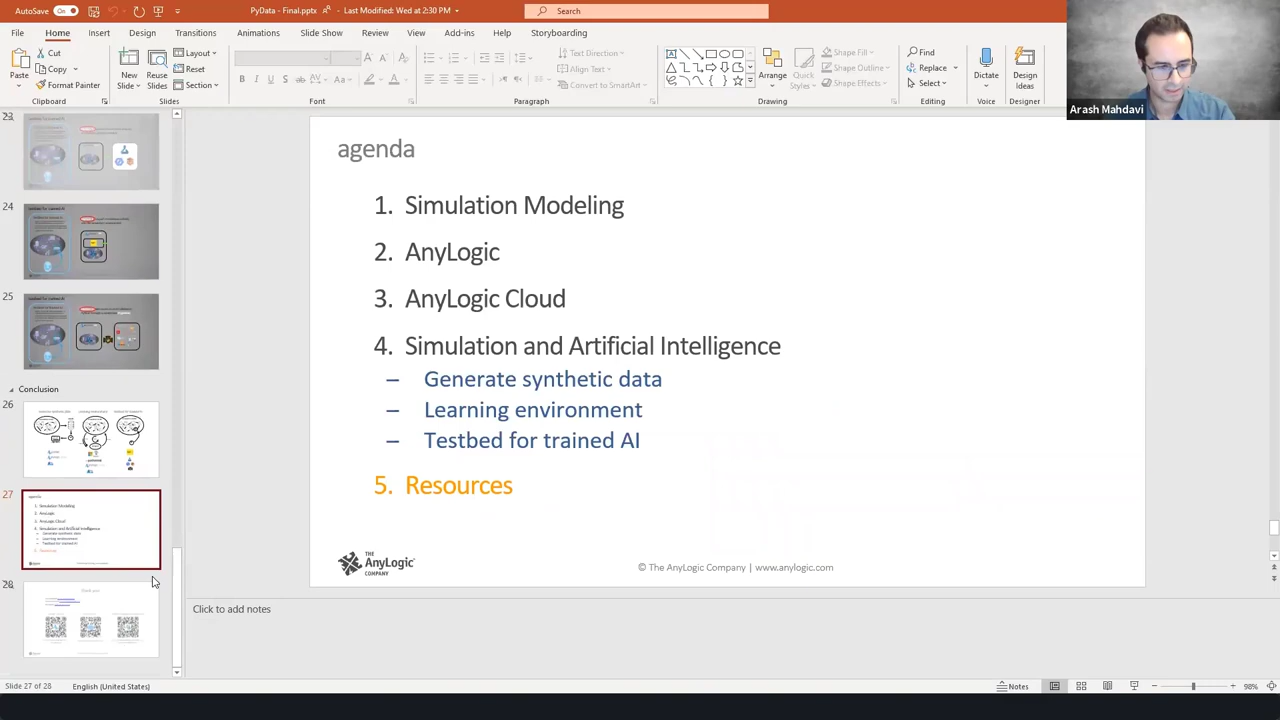 AutoSave On
PyData - Final.pptx
Last Modified: Wed at 2:30 PM
Search
File Home Insert Design Transitions Animations Slide Show Review View Add-ins Help Storyboarding
Paste
Cut
Copy
Format Painter
Clipboard
New Slide
Reuse Slides
Layout
Reset
Section
Slides
Font
Paragraph
Text Direction
Align Text
Convert to SmartArt
Arrange
Quick Styles
Shape Fill
Shape Outline
Shape Effects
Drawing
Find
Replace
Select
Editing
Dictate
Voice
Design Ideas
Designer
Arash Mahdavi
23
24
25
Conclusion
26
27
28
agenda
1. Simulation Modeling
2. AnyLogic
3. AnyLogic Cloud
4. Simulation and Artificial Intelligence
– Generate synthetic data
– Learning environment
– Testbed for trained AI
5. Resources
THE AnyLogic COMPANY
© The AnyLogic Company | www.anylogic.com
Click to add notes
Slide 27 of 28
English (United States)
Notes
98%